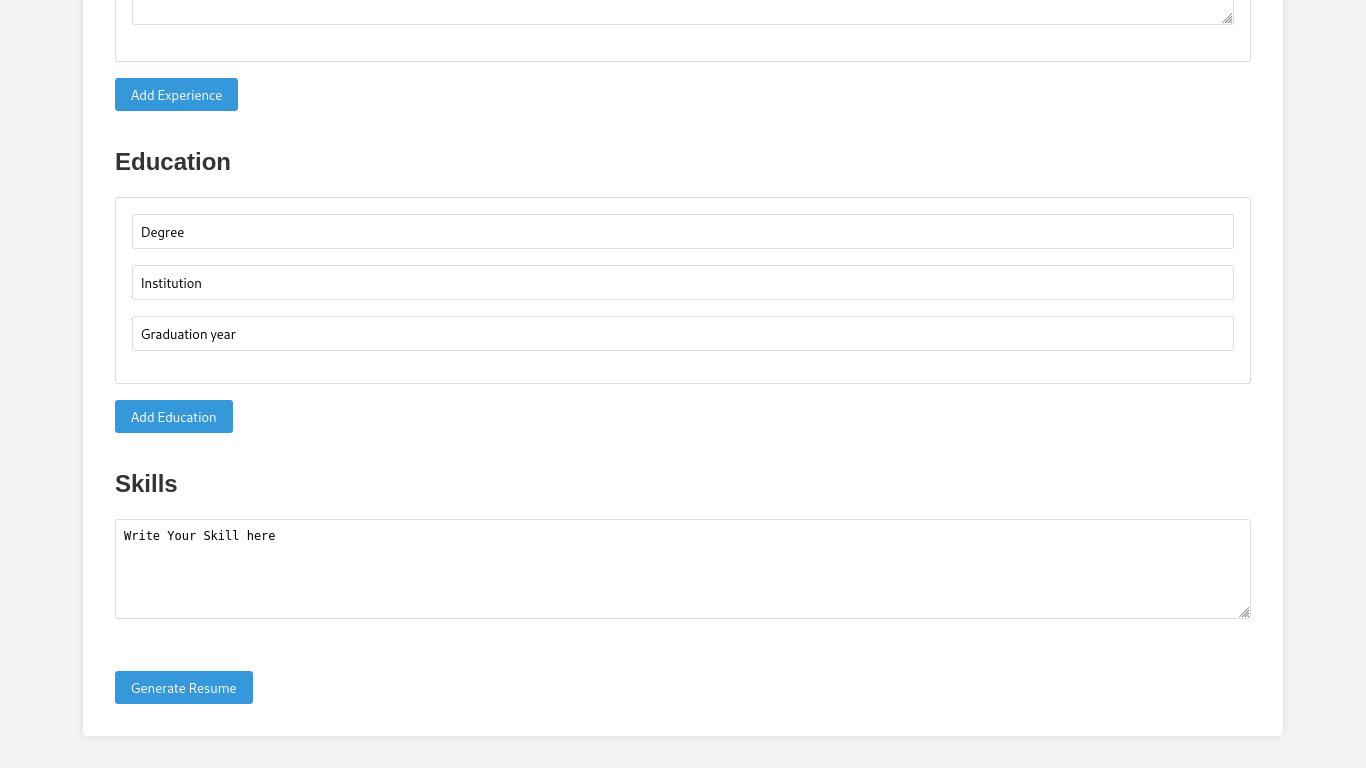 Add Experience
Education
Degree
Institution
Graduation year
Add Education
Skills
Write Your Skill here
Generate Resume